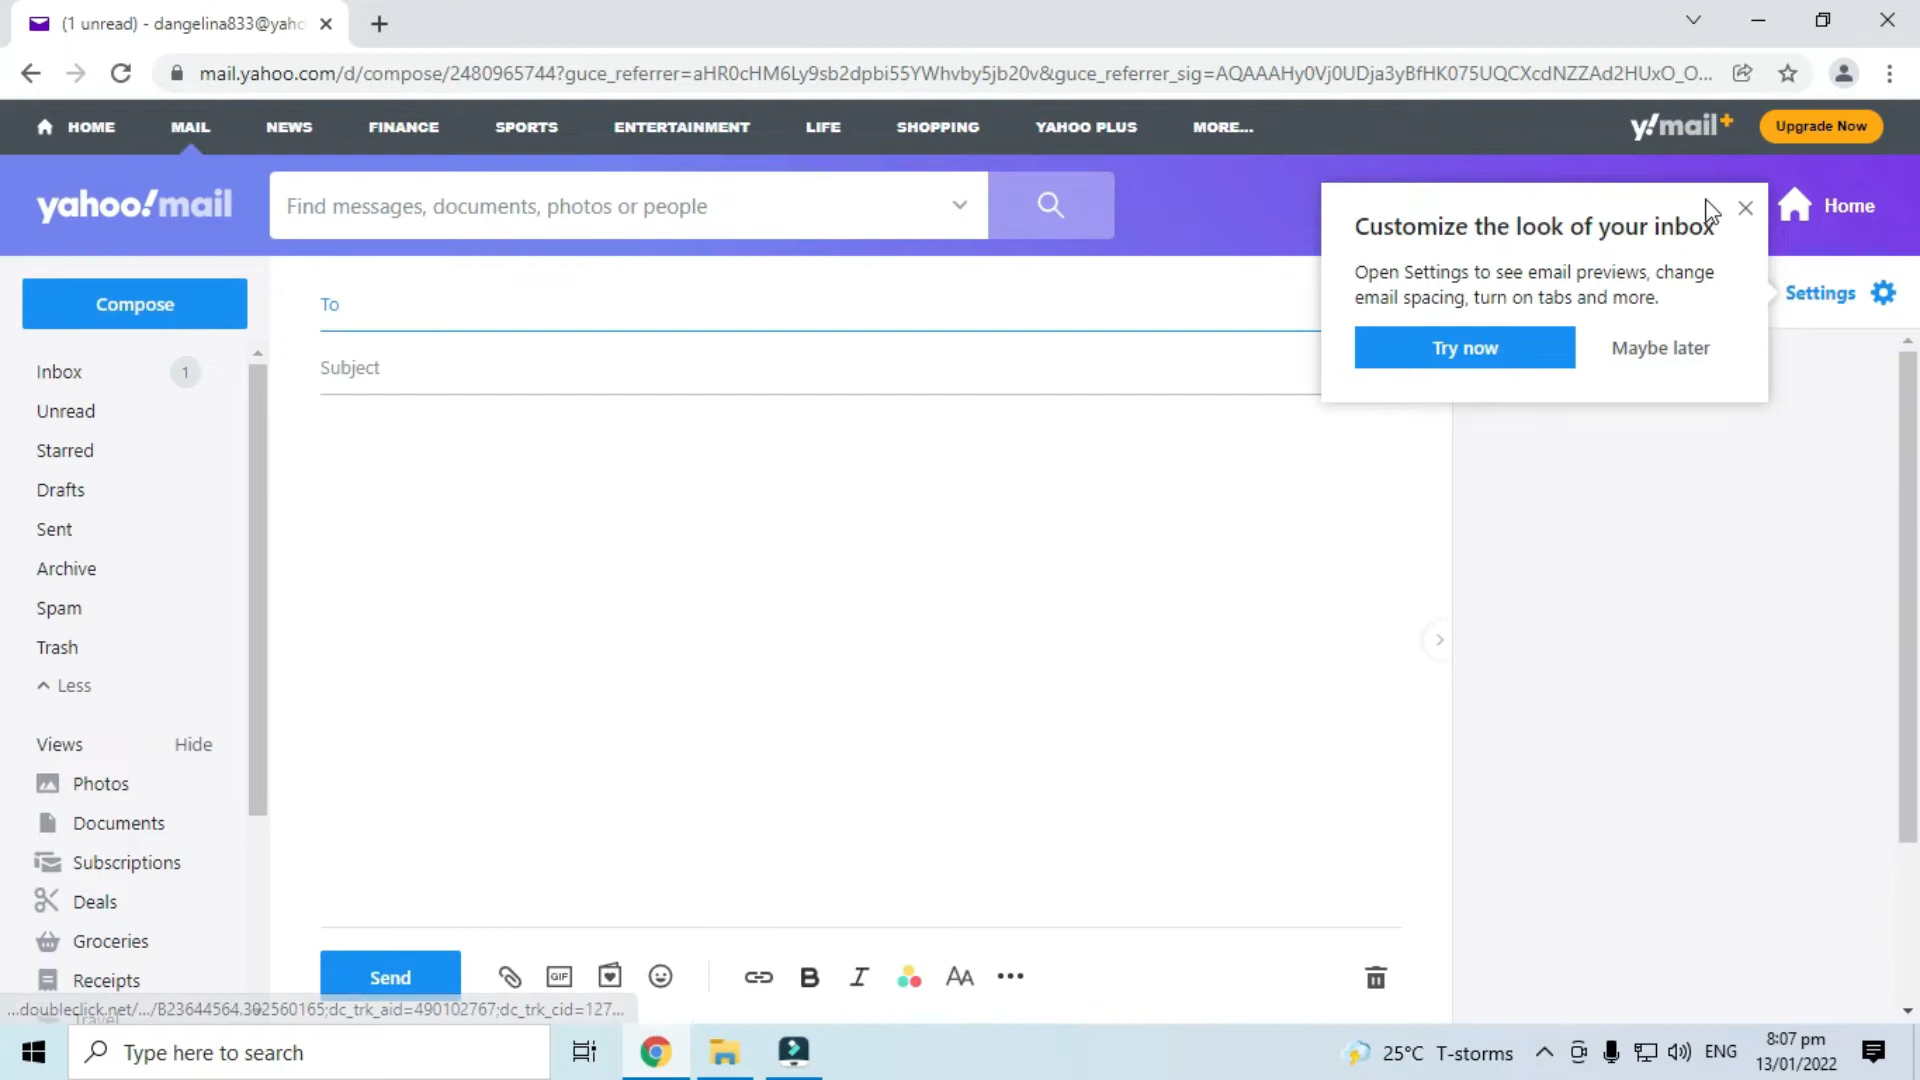 (1 unread) - dangelina833@yaho
mail.yahoo.com/d/compose/2480965744?guce_referrer=aHR0cHM6Ly9sb2dpbi55YWhvby5jb20v&guce_referrer_sig=AQAAAHy0Vj0UDja3yBfHK075UQCXcdNZZAd2HUxO_O...
HOME MAIL NEWS FINANCE SPORTS ENTERTAINMENT LIFE SHOPPING YAHOO PLUS MORE... y!mail+ Upgrade Now
yahoo!mail
Find messages, documents, photos or people
Home
Customize the look of your inbox
Open Settings to see email previews, change
email spacing, turn on tabs and more.
Try now Maybe later
Settings
Compose
To
Subject
Inbox 1
Unread
Starred
Drafts
Sent
Archive
Spam
Trash
Less
Views Hide
Photos
Documents
Subscriptions
Deals
Groceries
Receipts
Travel
Send GIF B I AA
...doubleclick.net/.../B23644564.392560165;dc_trk_aid=490102767;dc_trk_cid=127...
Type here to search
25°C T-storms
ENG
8:07 pm
13/01/2022